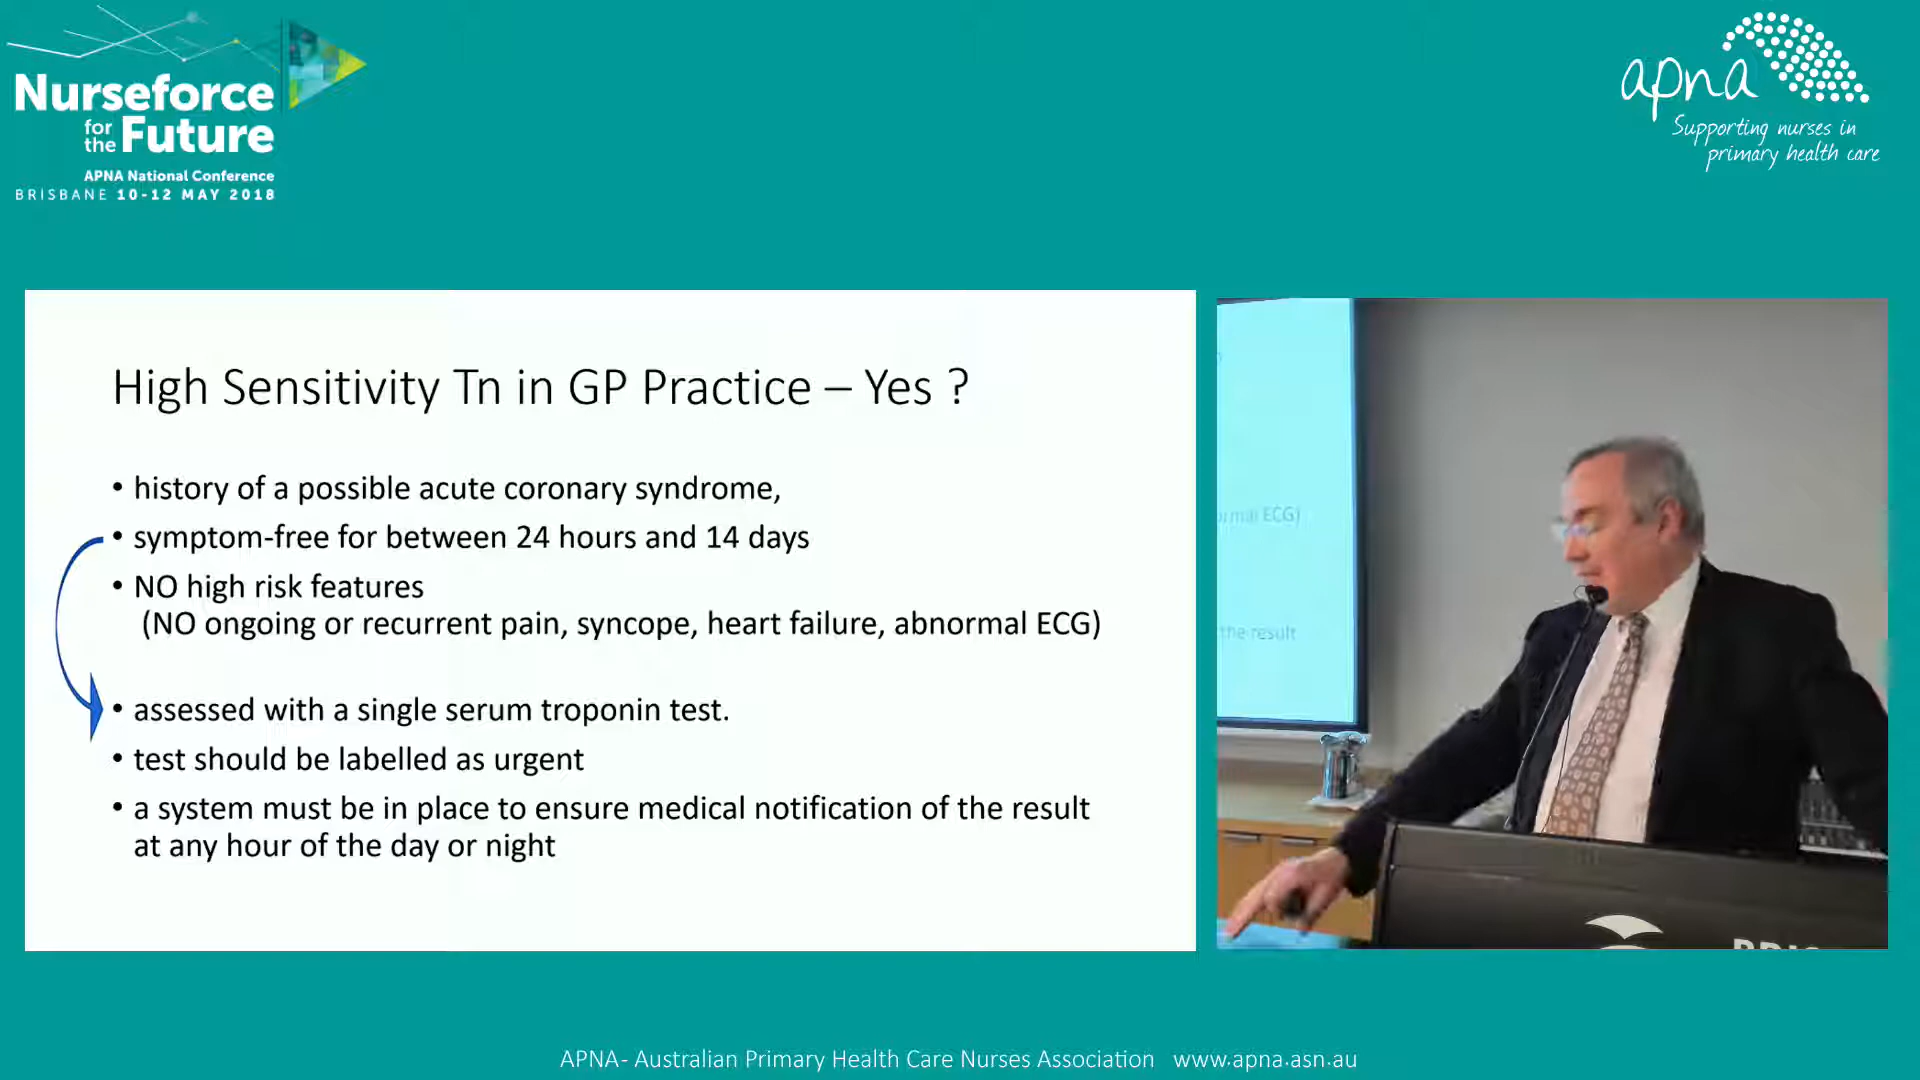 Nurseforce
for
the Future
APNA National Conference
BRISBANE 10-12 MAY 2018
apna
Supporting nurses in
primary health care
High Sensitivity Tn in GP Practice – Yes ?
• history of a possible acute coronary syndrome,
• symptom-free for between 24 hours and 14 days
• NO high risk features
(NO ongoing or recurrent pain, syncope, heart failure, abnormal ECG)
• assessed with a single serum troponin test.
• test should be labelled as urgent
• a system must be in place to ensure medical notification of the result
at any hour of the day or night
ECG)
the result
APNA- Australian Primary Health Care Nurses Association www.apna.asn.au